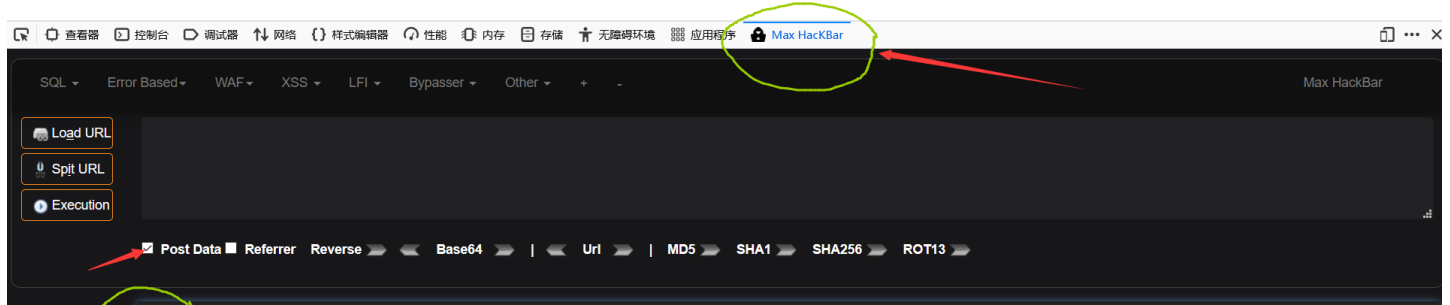 查看器 控制台 调试器 网络 样式编辑器 性能 内存 存储 无障碍环境 应用程序 Max HacKBar
SQL Error Based WAF XSS LFI Bypasser Other + - Max HackBar
Load URL
Spit URL
Execution
Post Data Referrer Reverse Base64 | Url | MD5 SHA1 SHA256 ROT13